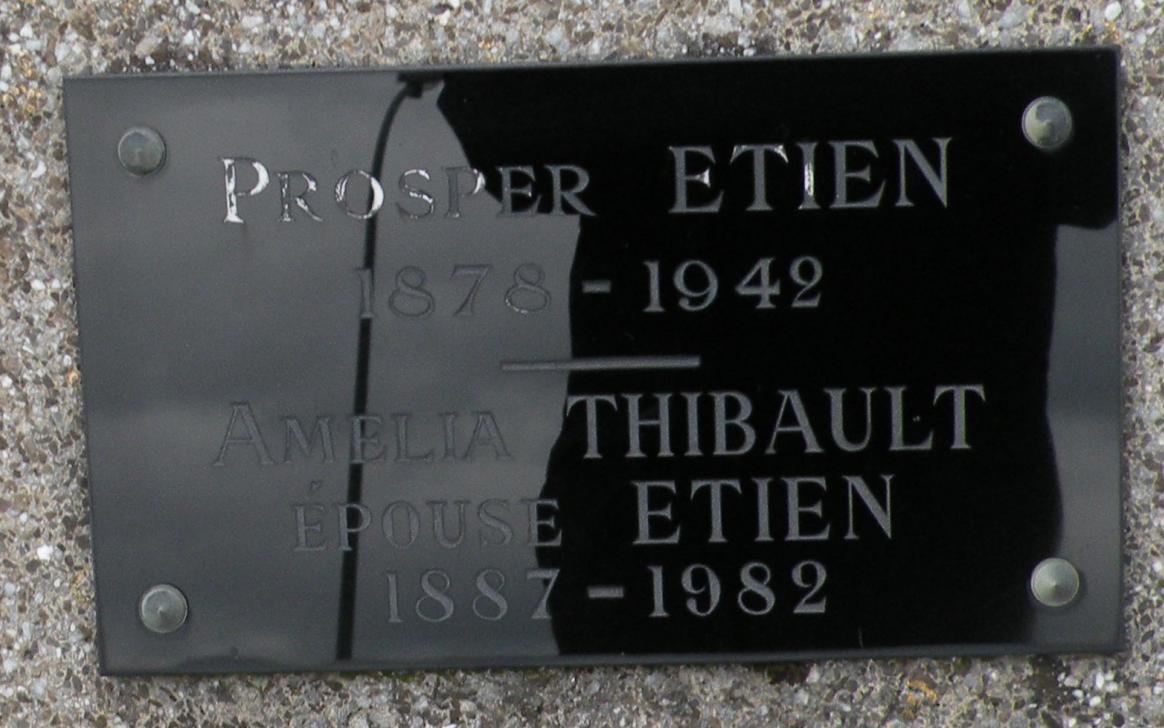 PROSPER ETIEN
1878 - 1942
AMELIA THIBAULT
ÉPOUSE ETIEN
1887 - 1982